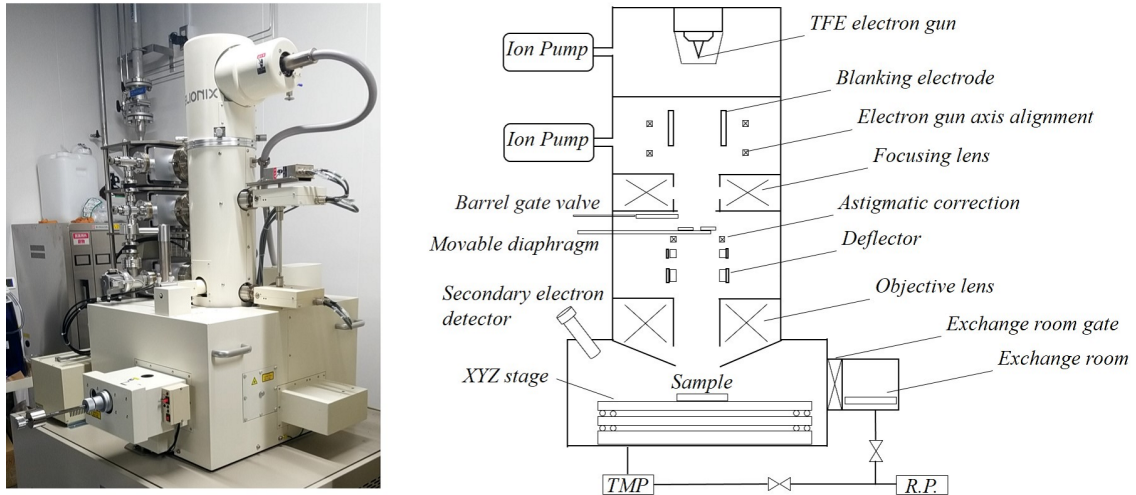 Ion Pump
TFE electron gun
Blanking electrode
Electron gun axis alignment
Ion Pump
Focusing lens
Barrel gate valve
Astigmatic correction
Movable diaphragm
Deflector
Secondary electron
detector
Objective lens
Exchange room gate
Exchange room
XYZ stage
Sample
TMP
R.P.